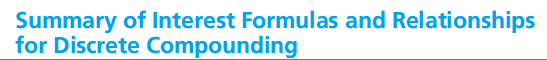 Summary of Interest Formulas and Relationships
for Discrete Compounding